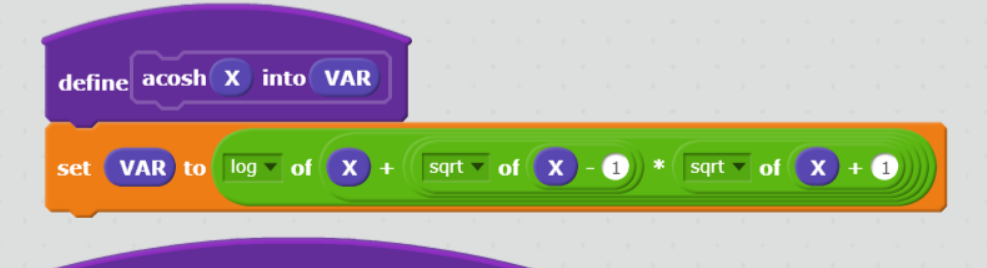 define acosh X into VAR
set VAR to log of X + sqrt of X - 1 * sqrt of X + 1